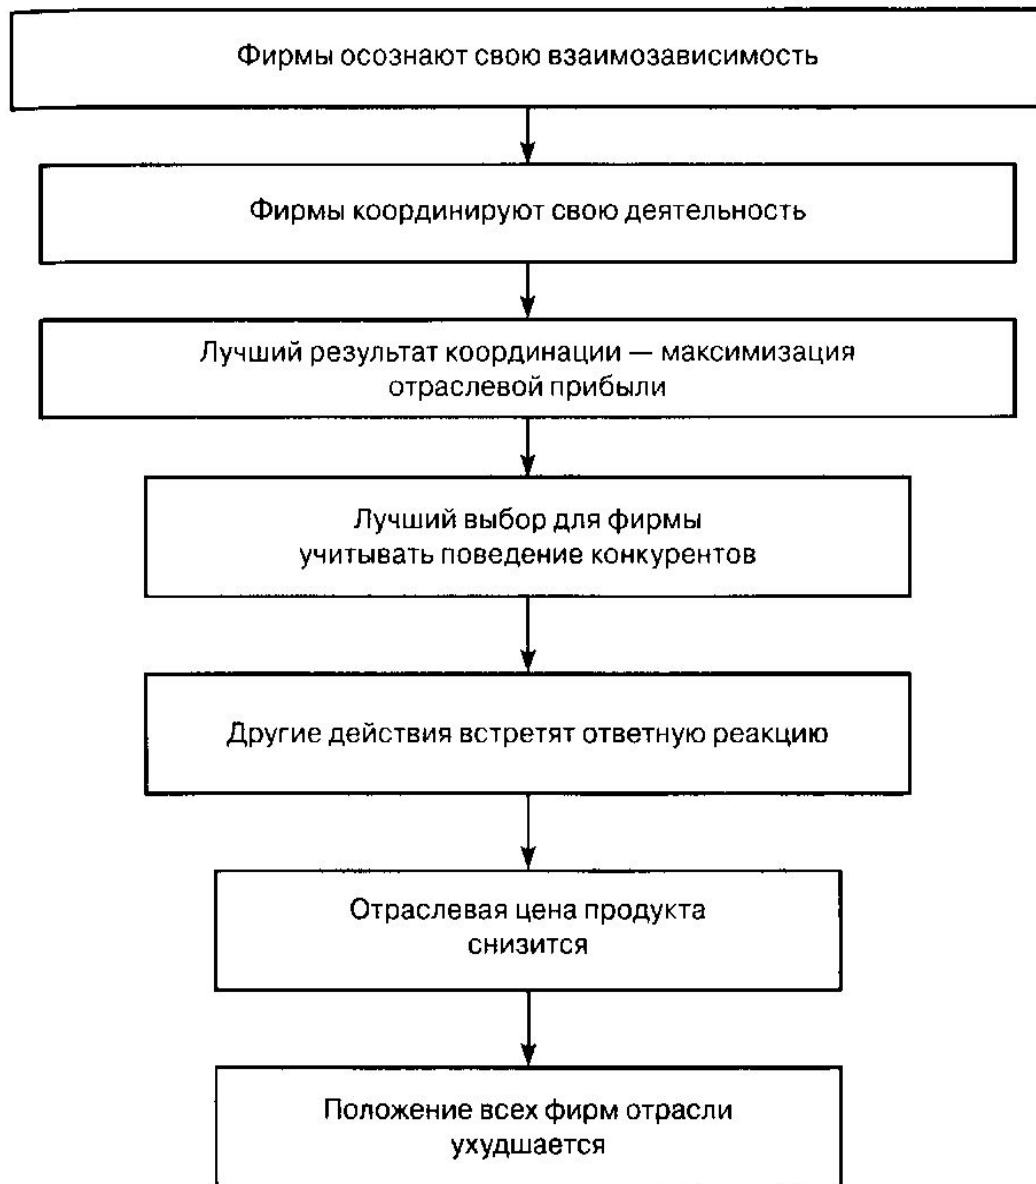 Фирмы осознают свою взаимозависимость
Фирмы координируют свою деятельность
Лучший результат координации — максимизация
отраслевой прибыли
Лучший выбор для фирмы
учитывать поведение конкурентов
Другие действия встретят ответную реакцию
Отраслевая цена продукта
снизится
Положение всех фирм отрасли
ухудшается